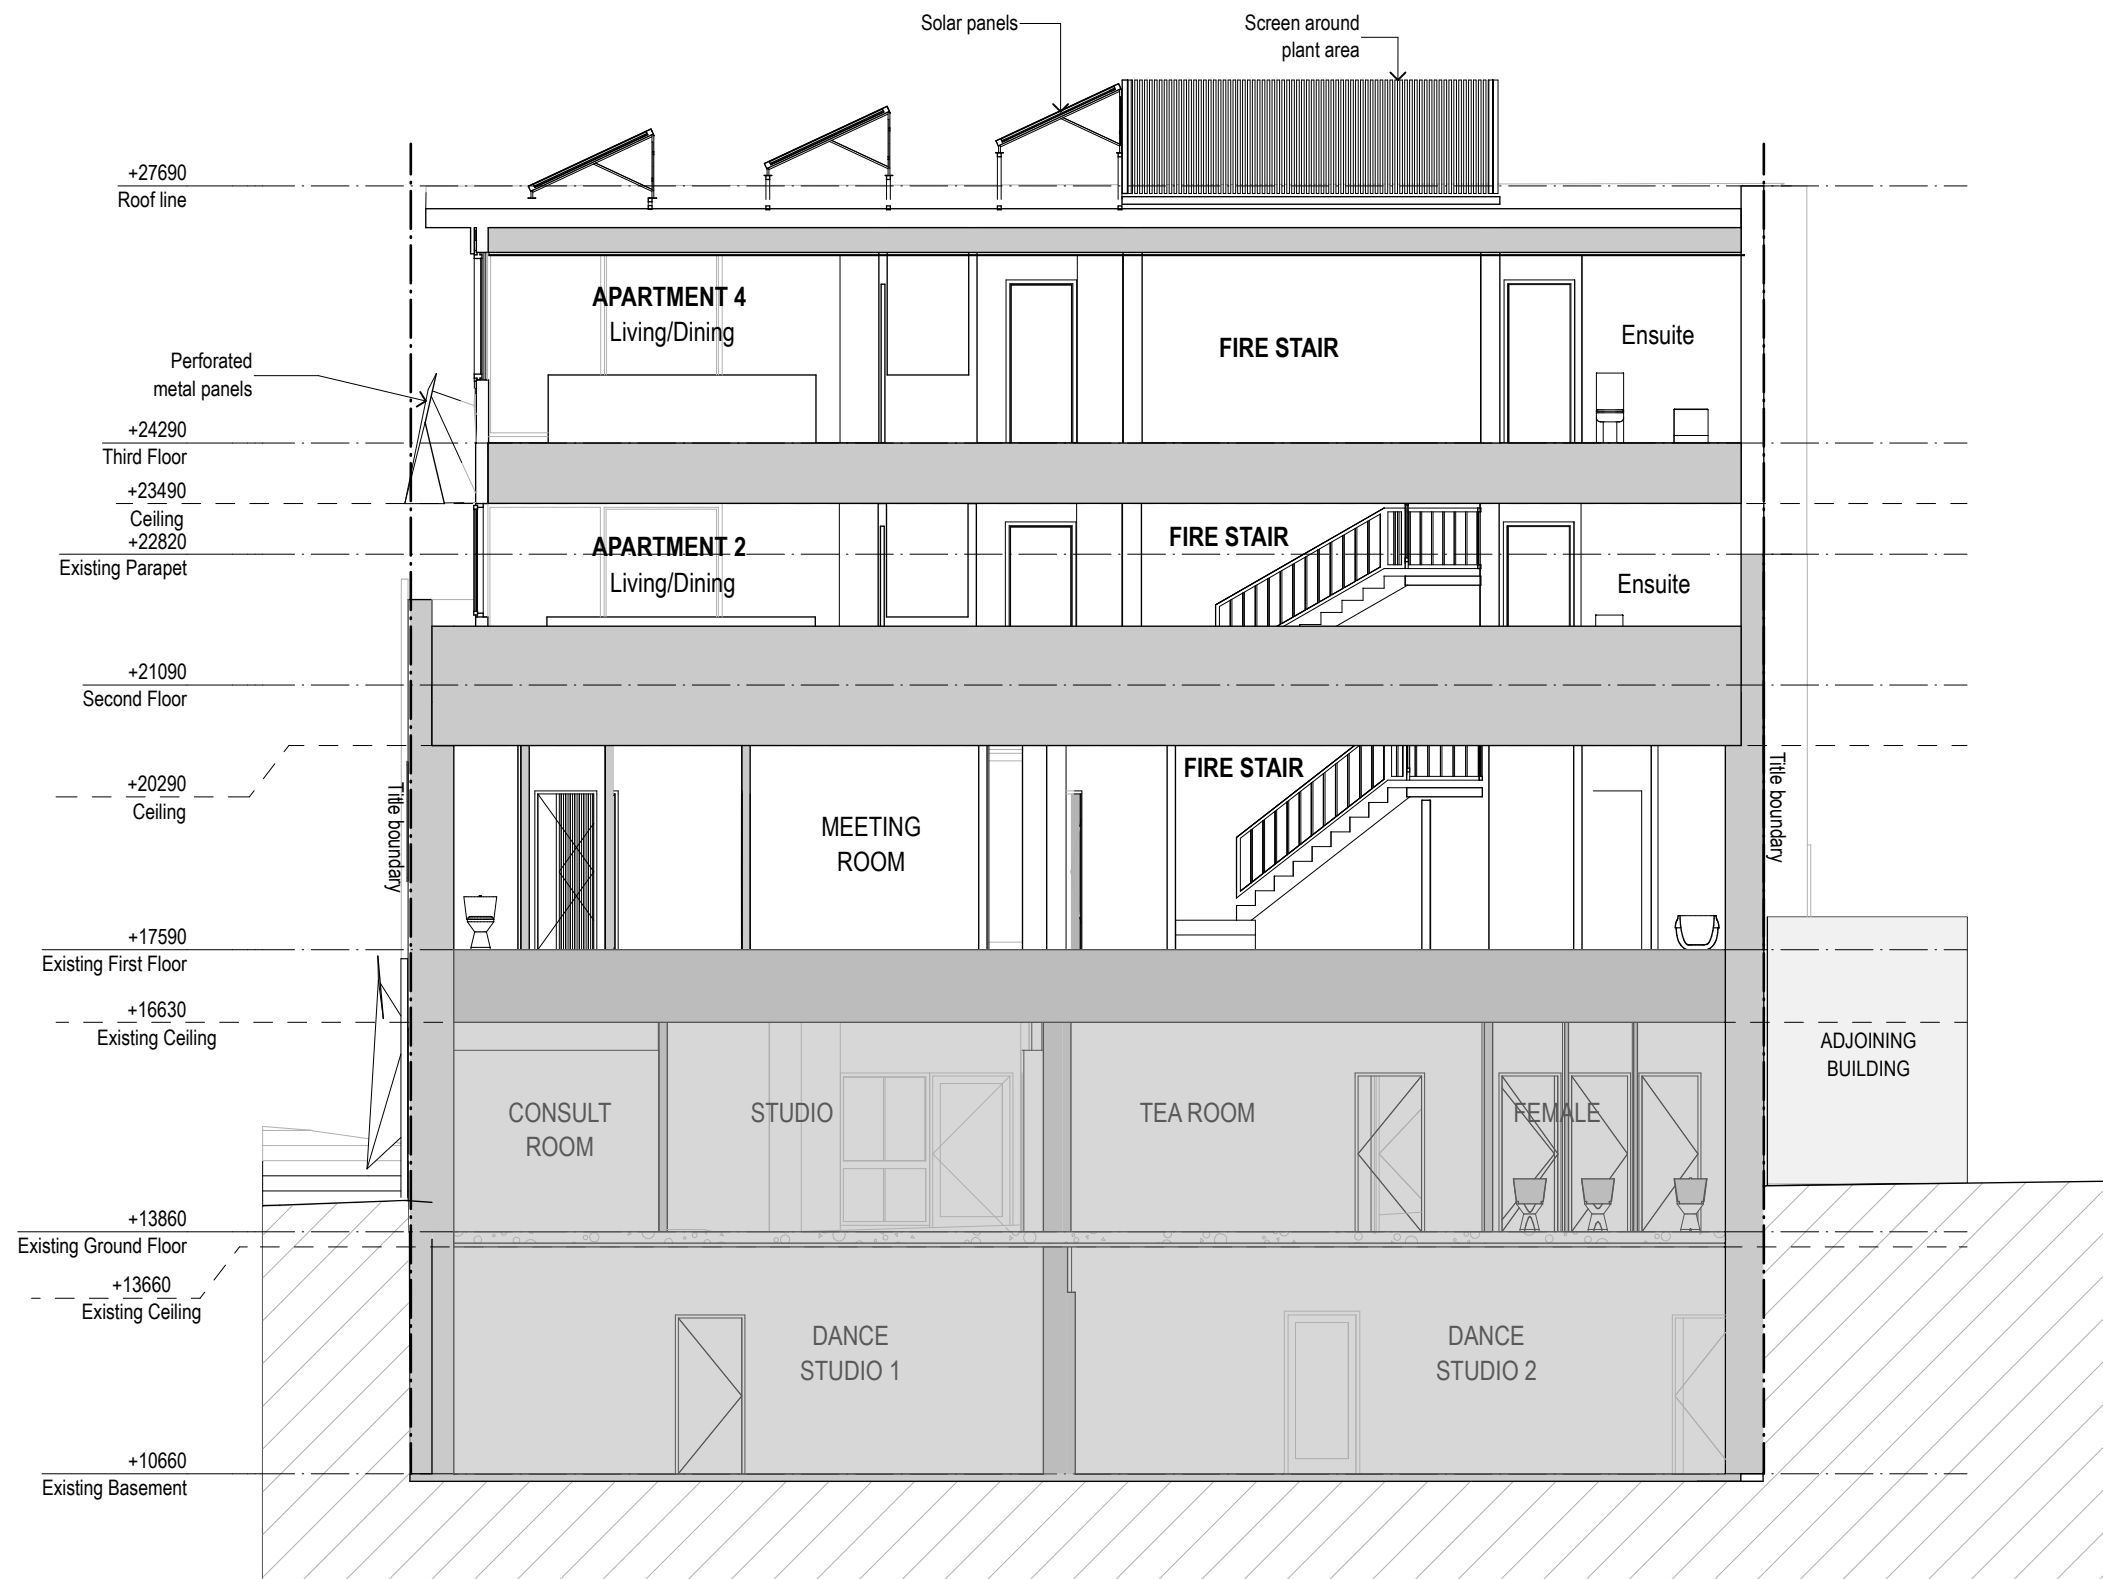 Solar panels
Screen around
plant area
+27690
Roof line
APARTMENT 4
Living/Dining
FIRE STAIR
Ensuite
Perforated
metal panels
+24290
Third Floor
+23490
Ceiling
+22820
Existing Parapet
APARTMENT 2
Living/Dining
FIRE STAIR
Ensuite
+21090
Second Floor
+20290
Ceiling
Title boundary
MEETING
ROOM
FIRE STAIR
Title boundary
+17590
Existing First Floor
+16630
Existing Ceiling
CONSULT
ROOM
STUDIO
TEA ROOM
FEMALE
ADJOINING
BUILDING
+13860
Existing Ground Floor
+13660
Existing Ceiling
DANCE
STUDIO 1
DANCE
STUDIO 2
+10660
Existing Basement